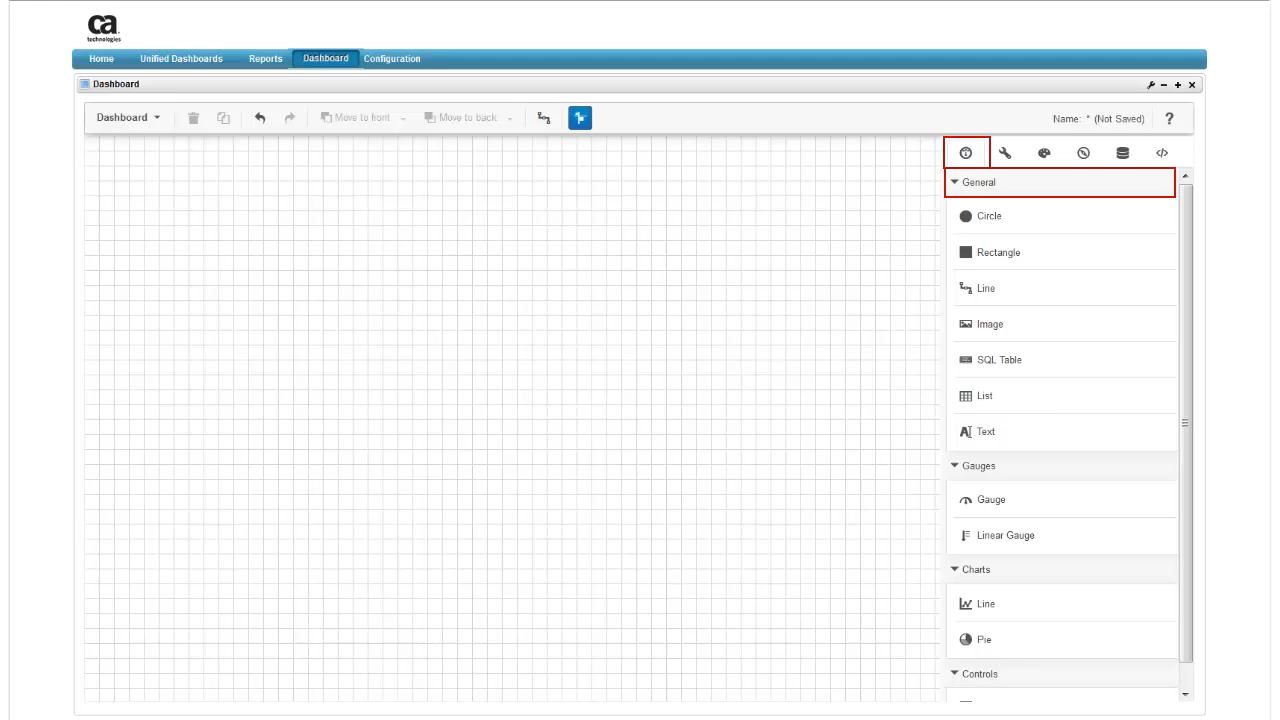 ca
technologies
Home Unified Dashboards Reports Dashboard Configuration
Dashboard
Dashboard Move to front Move to back Name: * (Not Saved) ?
General
Circle
Rectangle
Line
Image
SQL Table
List
Text
Gauges
Gauge
Linear Gauge
Charts
Line
Pie
Controls